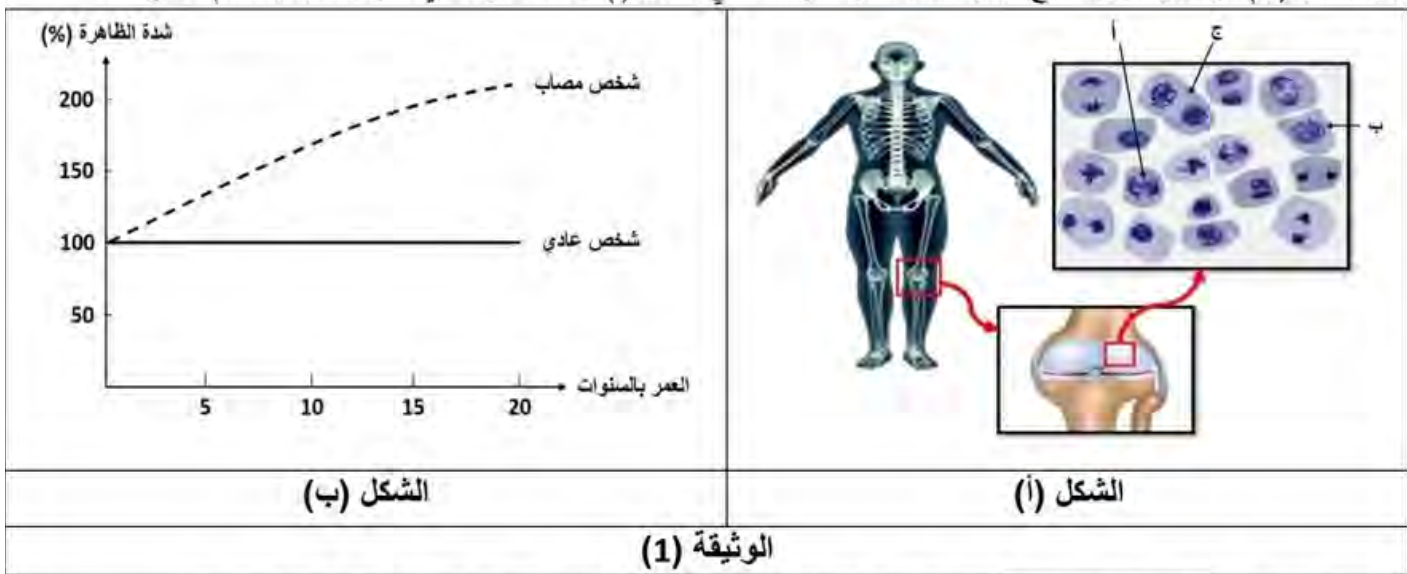 أ
ج
ب
الشكل (أ)
شدة الظاهرة (%)
200
150
100
50
شخص مصاب
شخص عادي
5 10 15 20
العمر بالسنوات
الشكل (ب)
الوثيقة (1)